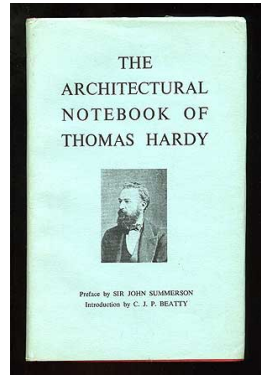 THE
ARCHITECTURAL
NOTEBOOK OF
THOMAS HARDY
Preface by SIR JOHN SUMMERSON
Introduction by C. J. P. BEATTY